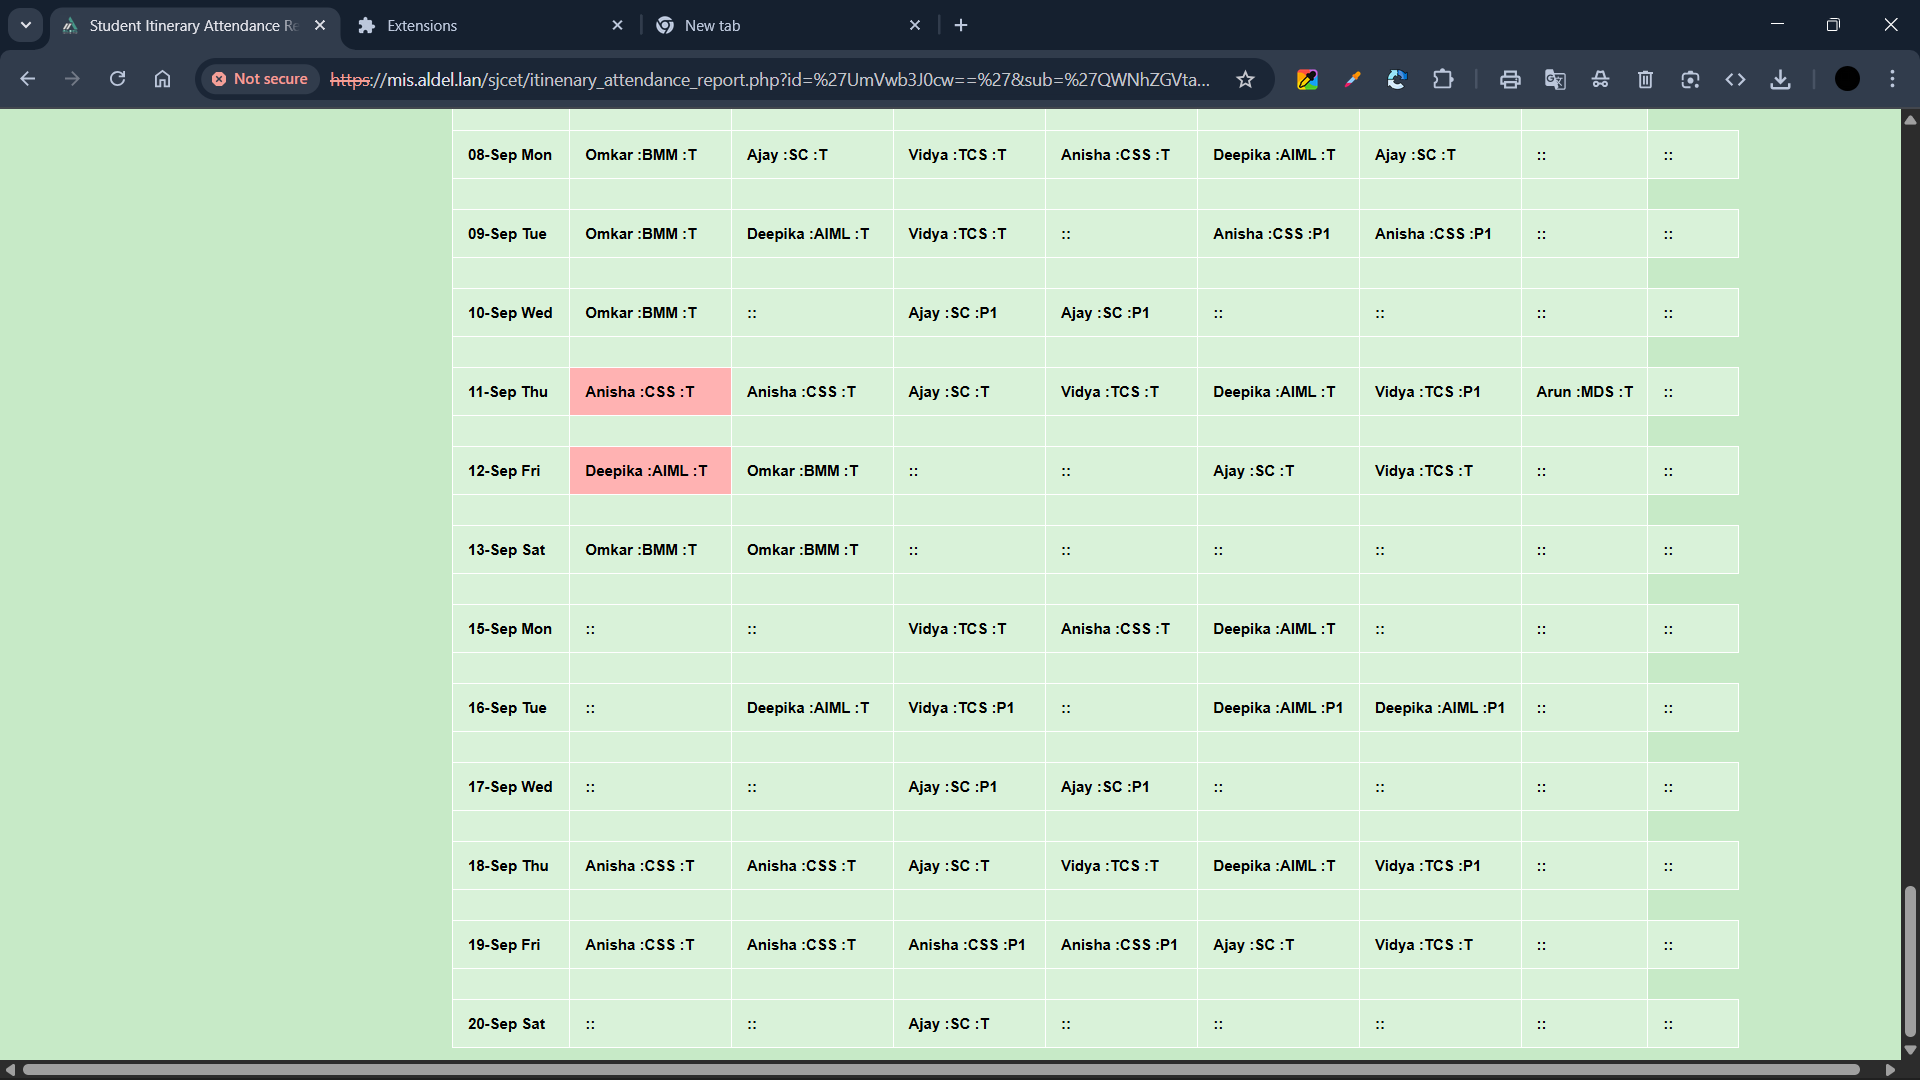 Student Itinerary Attendance Re
Extensions
New tab
Not secure
https://mis.aldel.lan/sjcet/itinenary_attendance_report.php?id=%27UmVwb3J0cw==%27&sub=%27QWNhZGVta...
08-Sep Mon Omkar :BMM :T Ajay :SC :T Vidya :TCS :T Anisha :CSS :T Deepika :AIML :T Ajay :SC :T :: ::
09-Sep Tue Omkar :BMM :T Deepika :AIML :T Vidya :TCS :T :: Anisha :CSS :P1 Anisha :CSS :P1 :: ::
10-Sep Wed Omkar :BMM :T :: Ajay :SC :P1 Ajay :SC :P1 :: :: :: ::
11-Sep Thu Anisha :CSS :T Anisha :CSS :T Ajay :SC :T Vidya :TCS :T Deepika :AIML :T Vidya :TCS :P1 Arun :MDS :T ::
12-Sep Fri Deepika :AIML :T Omkar :BMM :T :: :: Ajay :SC :T Vidya :TCS :T :: ::
13-Sep Sat Omkar :BMM :T Omkar :BMM :T :: :: :: :: :: ::
15-Sep Mon :: :: Vidya :TCS :T Anisha :CSS :T Deepika :AIML :T :: :: ::
16-Sep Tue :: Deepika :AIML :T Vidya :TCS :P1 :: Deepika :AIML :P1 Deepika :AIML :P1 :: ::
17-Sep Wed :: :: Ajay :SC :P1 Ajay :SC :P1 :: :: :: ::
18-Sep Thu Anisha :CSS :T Anisha :CSS :T Ajay :SC :T Vidya :TCS :T Deepika :AIML :T Vidya :TCS :P1 :: ::
19-Sep Fri Anisha :CSS :T Anisha :CSS :T Anisha :CSS :P1 Anisha :CSS :P1 Ajay :SC :T Vidya :TCS :T :: ::
20-Sep Sat :: :: Ajay :SC :T :: :: :: :: ::